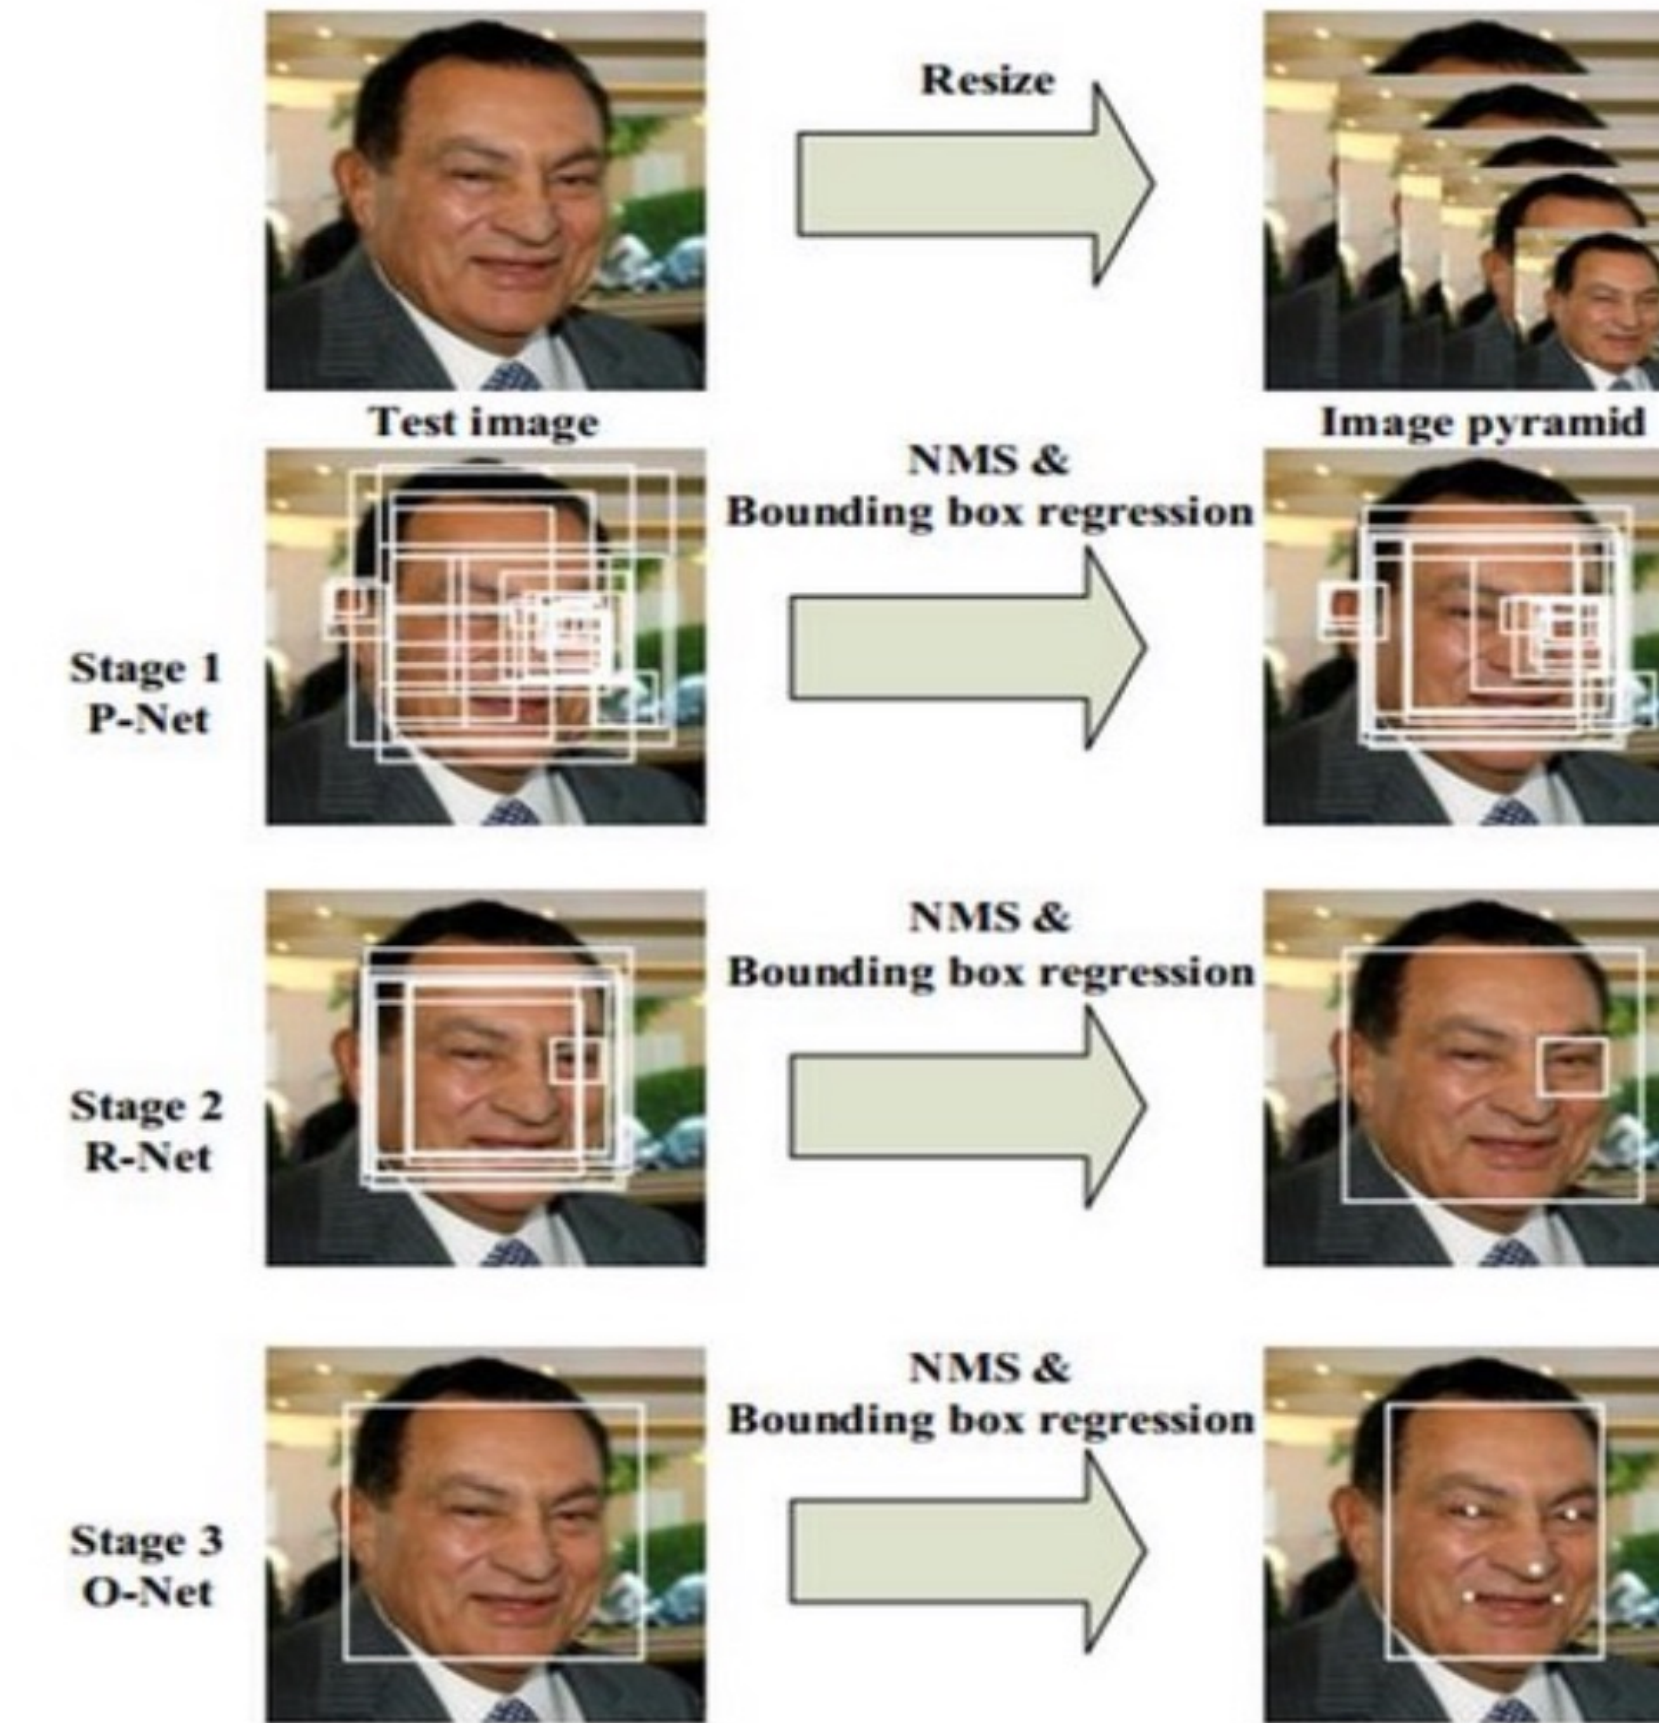 Resize
Test image
Image pyramid
NMS &
Bounding box regression
Stage 1
P-Net
NMS &
Bounding box regression
Stage 2
R-Net
NMS &
Bounding box regression
Stage 3
O-Net